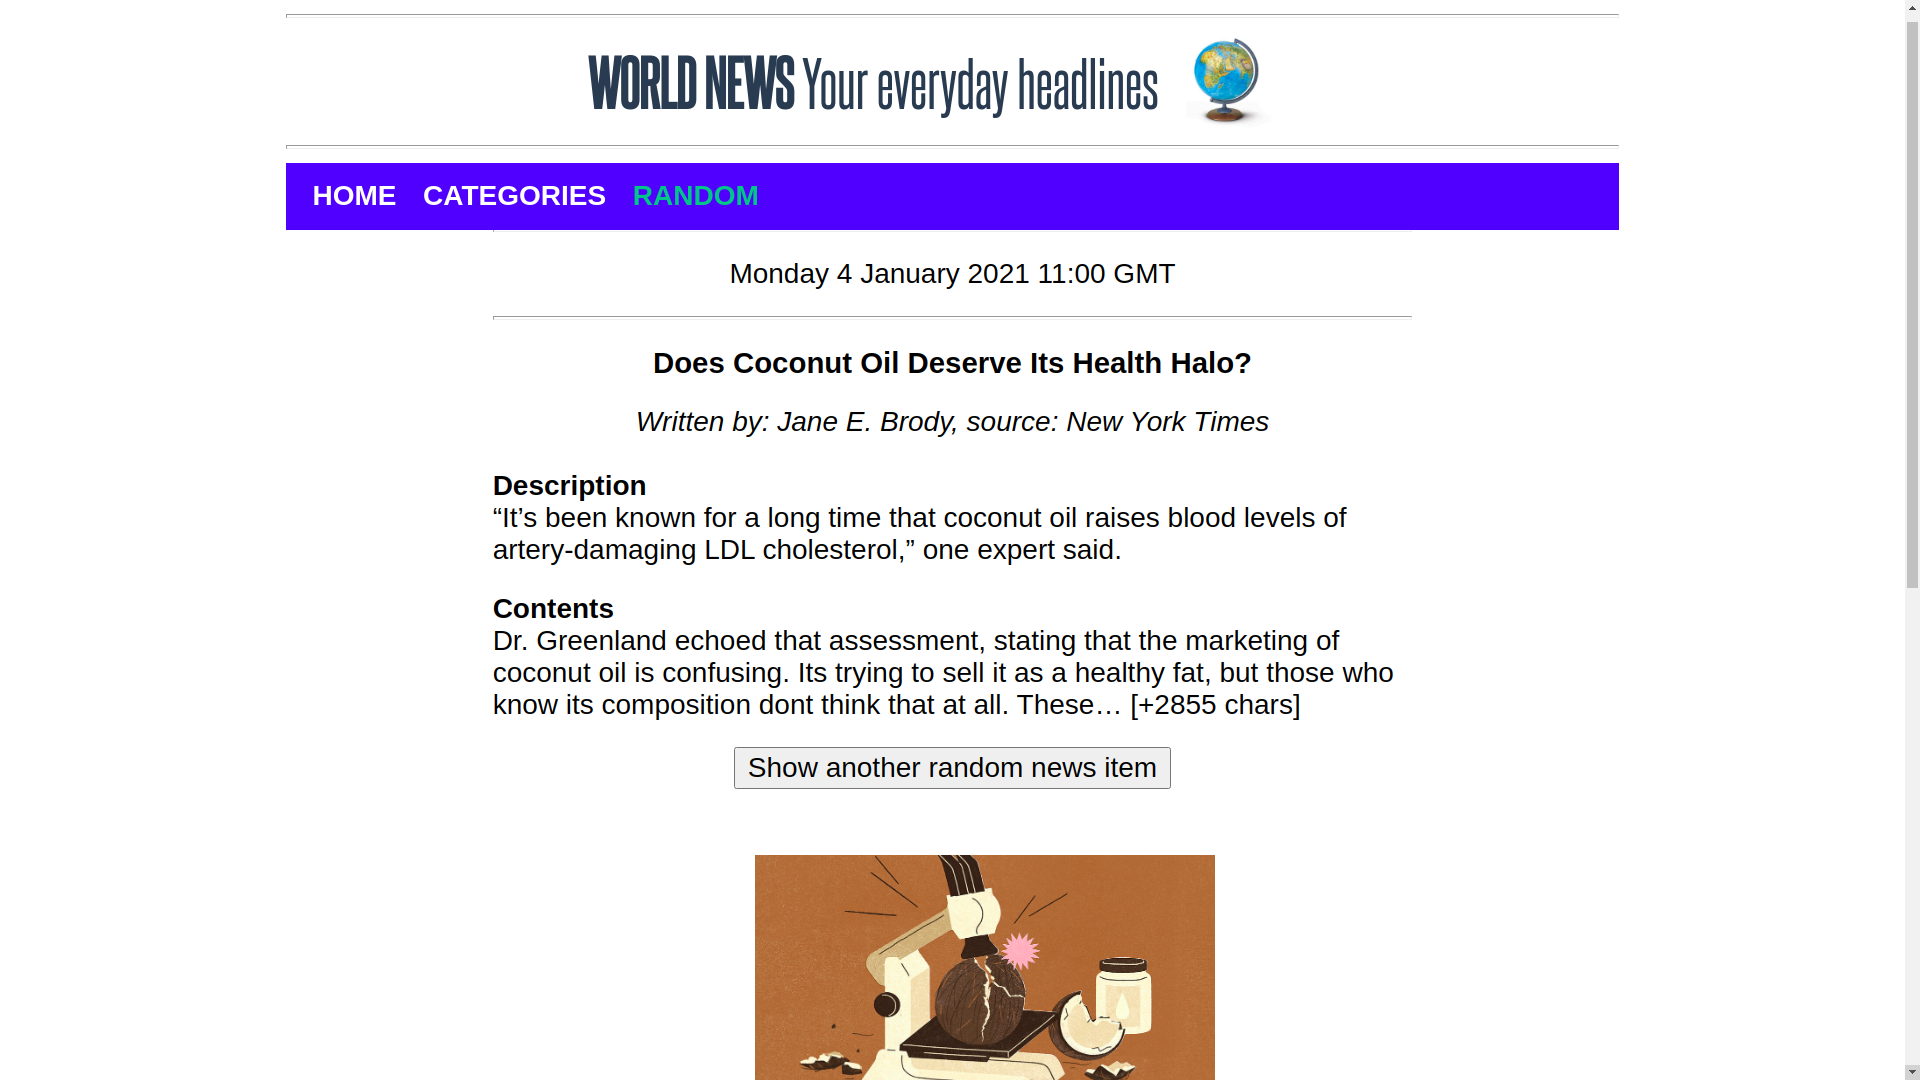 WORLD NEWS Your everyday headlines
HOME CATEGORIES RANDOM
Monday 4 January 2021 11:00 GMT
Does Coconut Oil Deserve Its Health Halo?
Written by: Jane E. Brody, source: New York Times
Description
“It’s been known for a long time that coconut oil raises blood levels of
artery-damaging LDL cholesterol,” one expert said.
Contents
Dr. Greenland echoed that assessment, stating that the marketing of
coconut oil is confusing. Its trying to sell it as a healthy fat, but those who
know its composition dont think that at all. These… [+2855 chars]
Show another random news item